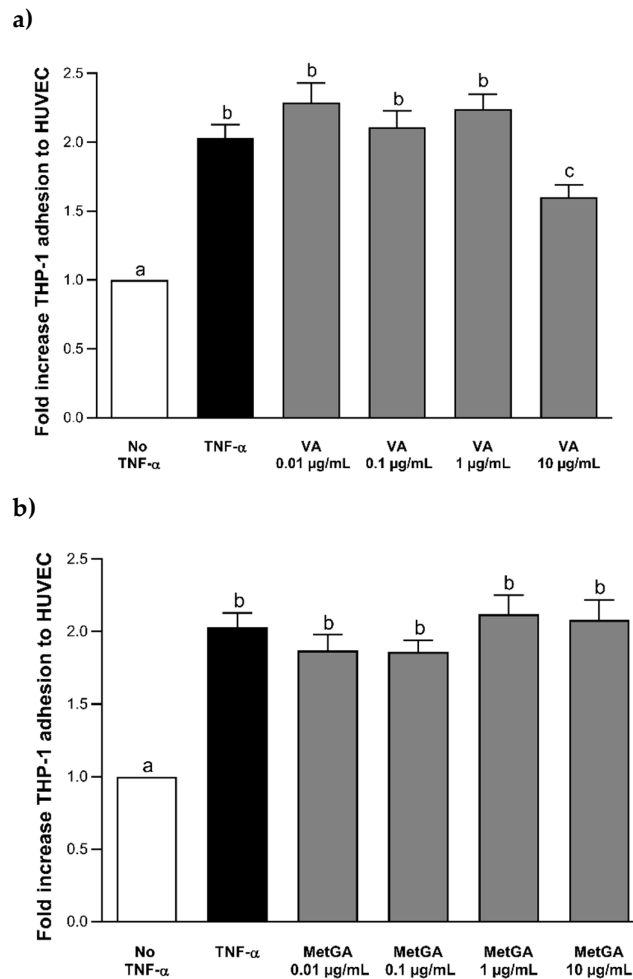 a)
Fold increase THP-1 adhesion to HUVEC
2.5
2.0
1.5
1.0
0.5
0.0
a
b
b
b
b
c
No
TNF-α
TNF-α
VA
0.01 µg/mL
VA
0.1 µg/mL
VA
1 µg/mL
VA
10 µg/mL
b)
Fold increase THP-1 adhesion to HUVEC
2.5
2.0
1.5
1.0
0.5
0.0
a
b
b
b
b
b
No
TNF-α
TNF-α
MetGA
0.01 µg/mL
MetGA
0.1 µg/mL
MetGA
1 µg/mL
MetGA
10 µg/mL